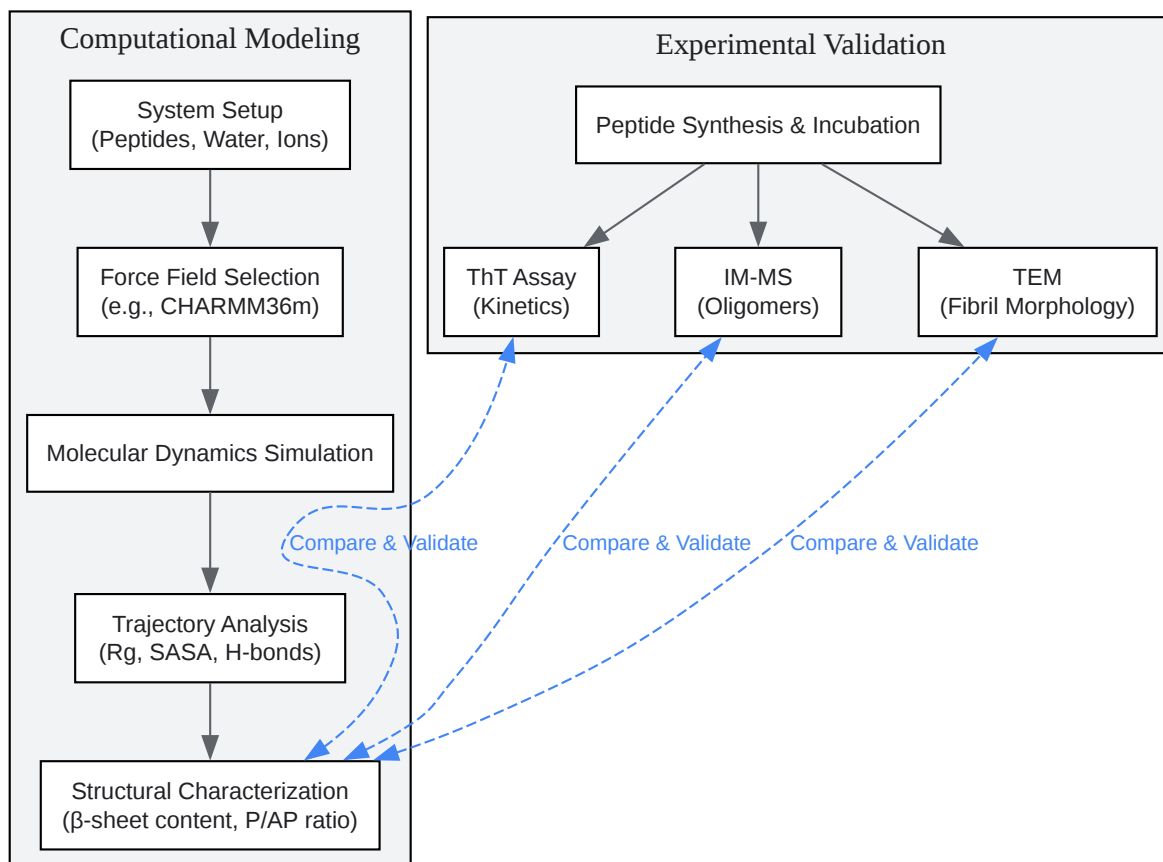 Computational Modeling
System Setup
(Peptides, Water, Ions)
Force Field Selection
(e.g., CHARMM36m)
Molecular Dynamics Simulation
Trajectory Analysis
(Rg, SASA, H-bonds)
Structural Characterization
(β-sheet content, P/AP ratio)
Experimental Validation
Peptide Synthesis & Incubation
ThT Assay
(Kinetics)
IM-MS
(Oligomers)
TEM
(Fibril Morphology)
Compare & Validate
Compare & Validate
Compare & Validate